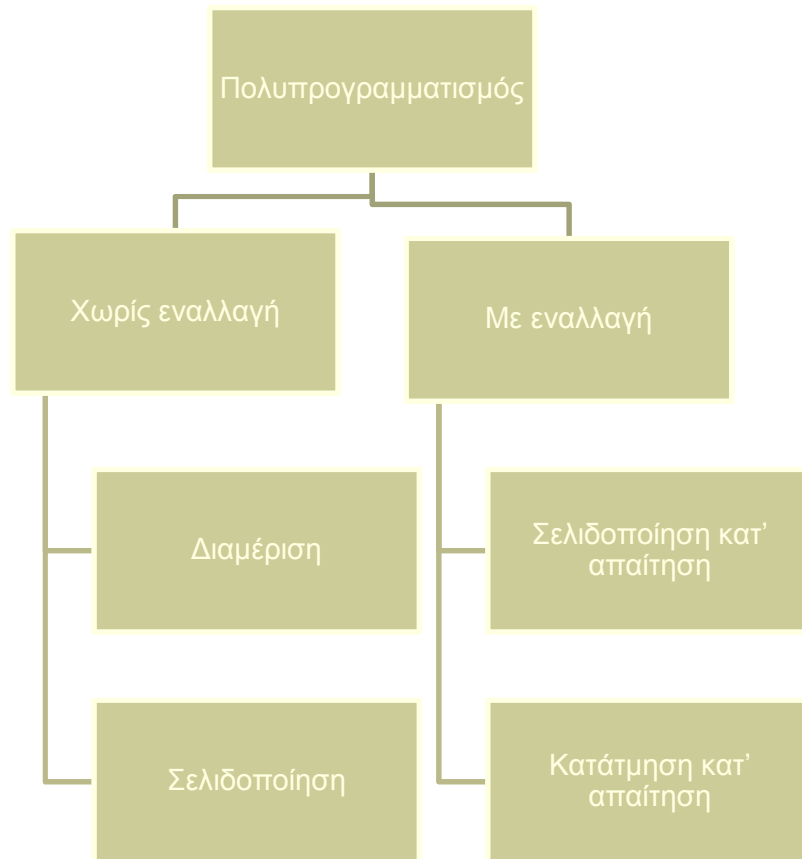 Πολυπρογραμματισμός
Χωρίς εναλλαγή
Με εναλλαγή
Διαμέριση
Σελιδοποίηση κατ’
απαίτηση
Σελιδοποίηση
Κατάτμηση κατ’
απαίτηση